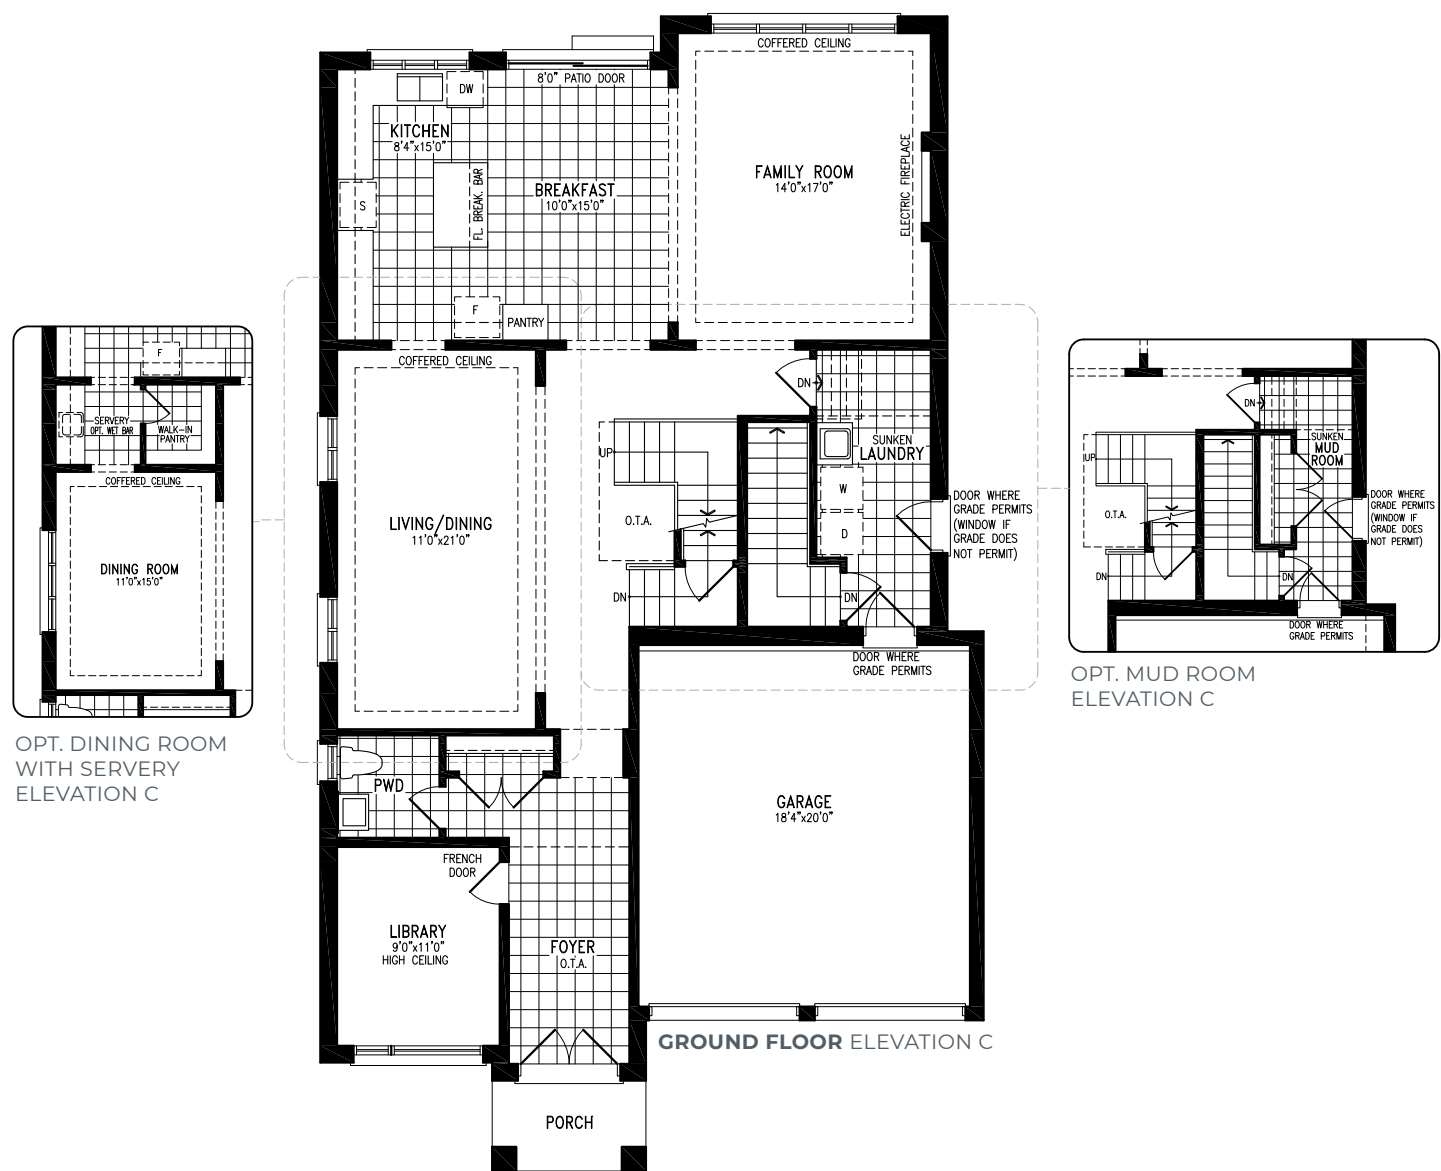 COFFERED CEILING
8'0" PATIO DOOR
DW
KITCHEN
8'4"x15'0"
S
FL. BREAK. BAR
BREAKFAST
10'0"x15'0"
FAMILY ROOM
14'0"x17'0"
ELECTRIC FIREPLACE
F
PANTRY
COFFERED CEILING
DN
SUNKEN
LAUNDRY
UP
W
O.T.A.
D
DOOR WHERE
GRADE PERMITS
(WINDOW IF
GRADE DOES
NOT PERMIT)
LIVING/DINING
11'0"x21'0"
DN
DN
DOOR WHERE
GRADE PERMITS
PWD
GARAGE
18'4"x20'0"
FRENCH
DOOR
LIBRARY
9'0"x11'0"
HIGH CEILING
FOYER
O.T.A.
GROUND FLOOR ELEVATION C
PORCH
F
SERVERY
OPT. WET BAR
WALK-IN
PANTRY
COFFERED CEILING
DINING ROOM
11'0"x15'0"
OPT. DINING ROOM
WITH SERVERY
ELEVATION C
DN
SUNKEN
MUD
ROOM
UP
O.T.A.
DOOR WHERE
GRADE PERMITS
(WINDOW IF
GRADE DOES
NOT PERMIT)
DN
DN
DOOR WHERE
GRADE PERMITS
OPT. MUD ROOM
ELEVATION C